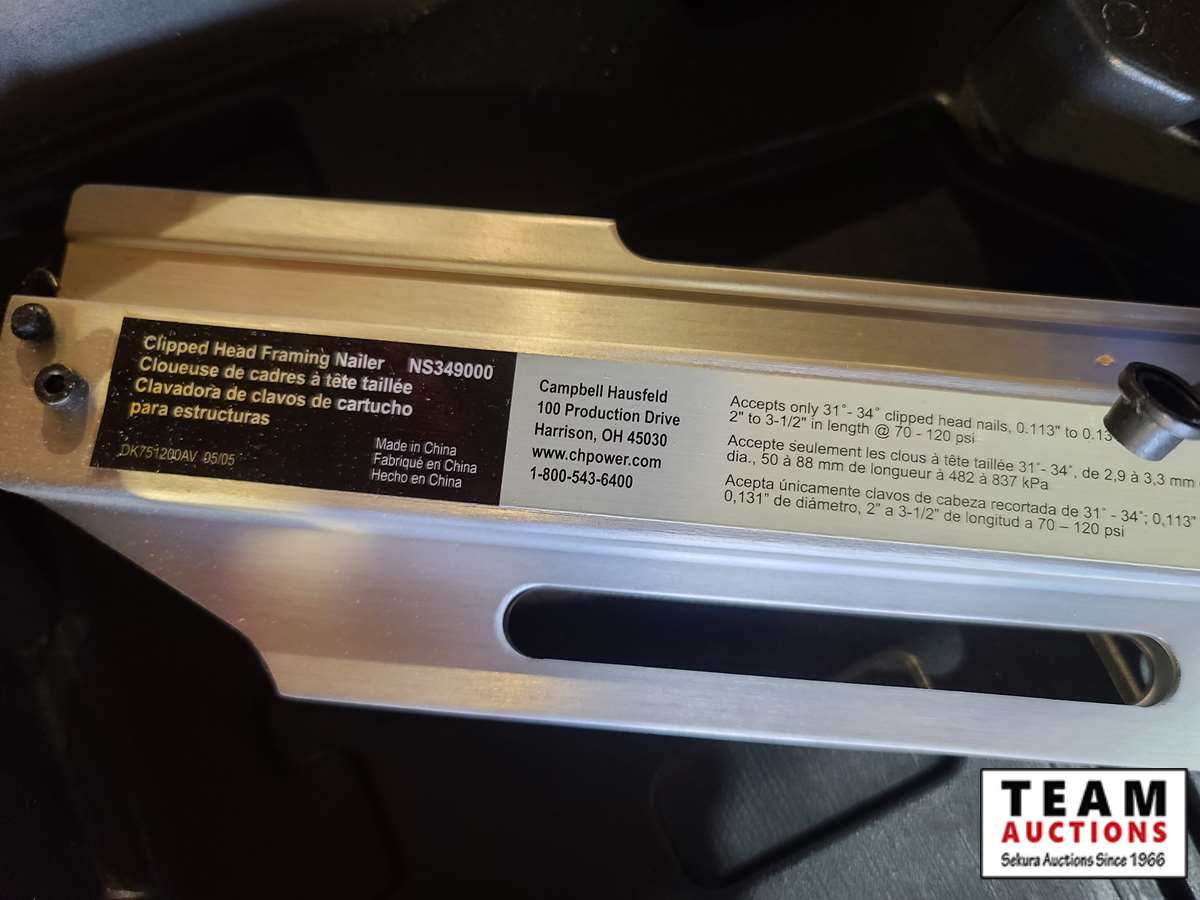 Clipped Head Framing Nailer NS349000
Cloueuse de cadres à tête taillée
Clavadora de clavos de cartucho
para estructuras
DK751200AV 05/05
Made in China
Fabriqué en China
Hecho en China
Campbell Hausfeld
100 Production Drive
Harrison, OH 45030
www.chpower.com
1-800-543-6400
Accepts only 31°- 34° clipped head nails, 0.113" to
2" to 3-1/2" in length @ 70 - 120 psi
Accepte seulement les clous à tête taillée 31°- 34°, de 2,9 à 3,3 mm
dia., 50 à 88 mm de longueur à 482 à 837 kPa
Acepta únicamente clavos de cabeza recortada de 31° - 34°; 0,113"
0,131" de diámetro, 2" a 3-1/2" de longitud a 70 – 120 psi
TEAM
AUCTIONS
Sekura Auctions Since 1966